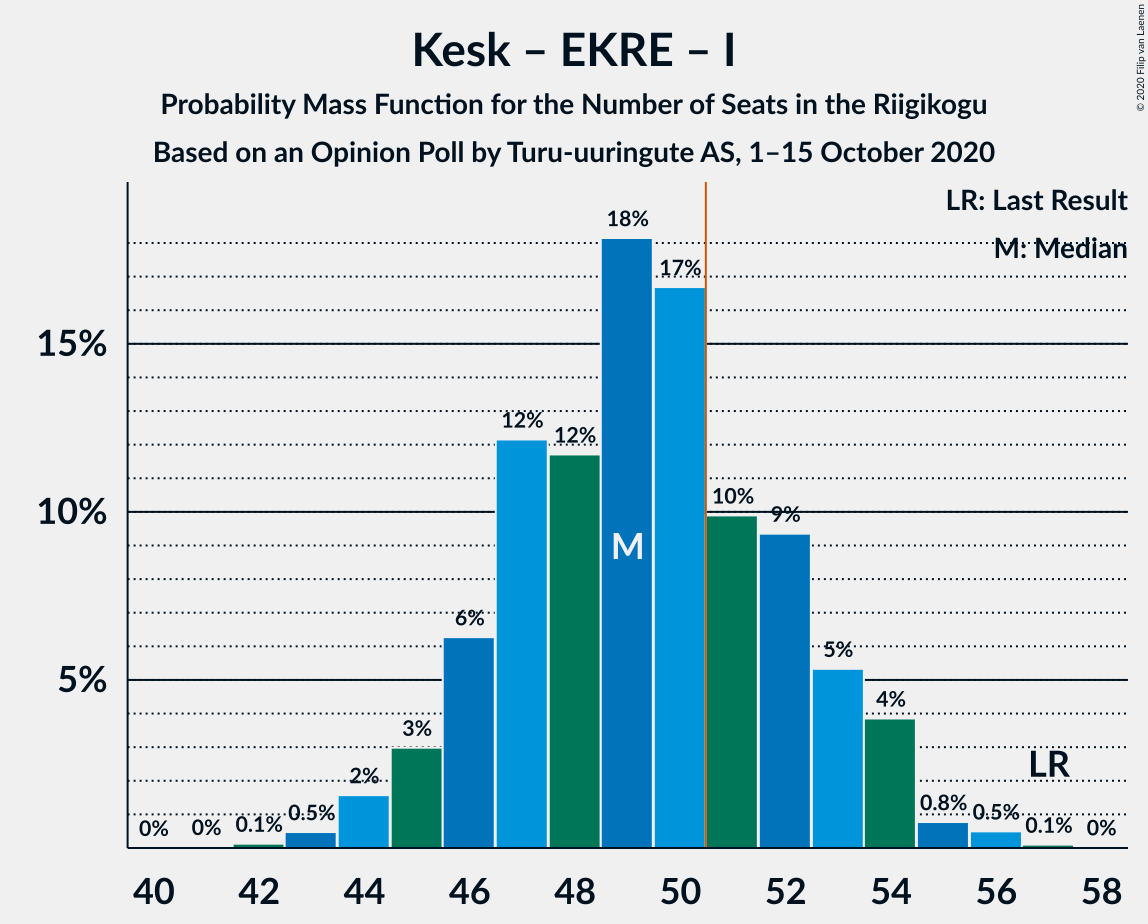 Kesk – EKRE – I
Probability Mass Function for the Number of Seats in the Riigikogu
Based on an Opinion Poll by Turu-uuringute AS, 1–15 October 2020
© 2020 Filip van Laenen
LR: Last Result
M: Median
15%
10%
5%
0%
0%
0.1%
0.5%
2%
3%
6%
12%
12%
18%
17%
10%
9%
5%
4%
0.8%
0.5%
0.1%
0%
M
LR
40 42 44 46 48 50 52 54 56 58